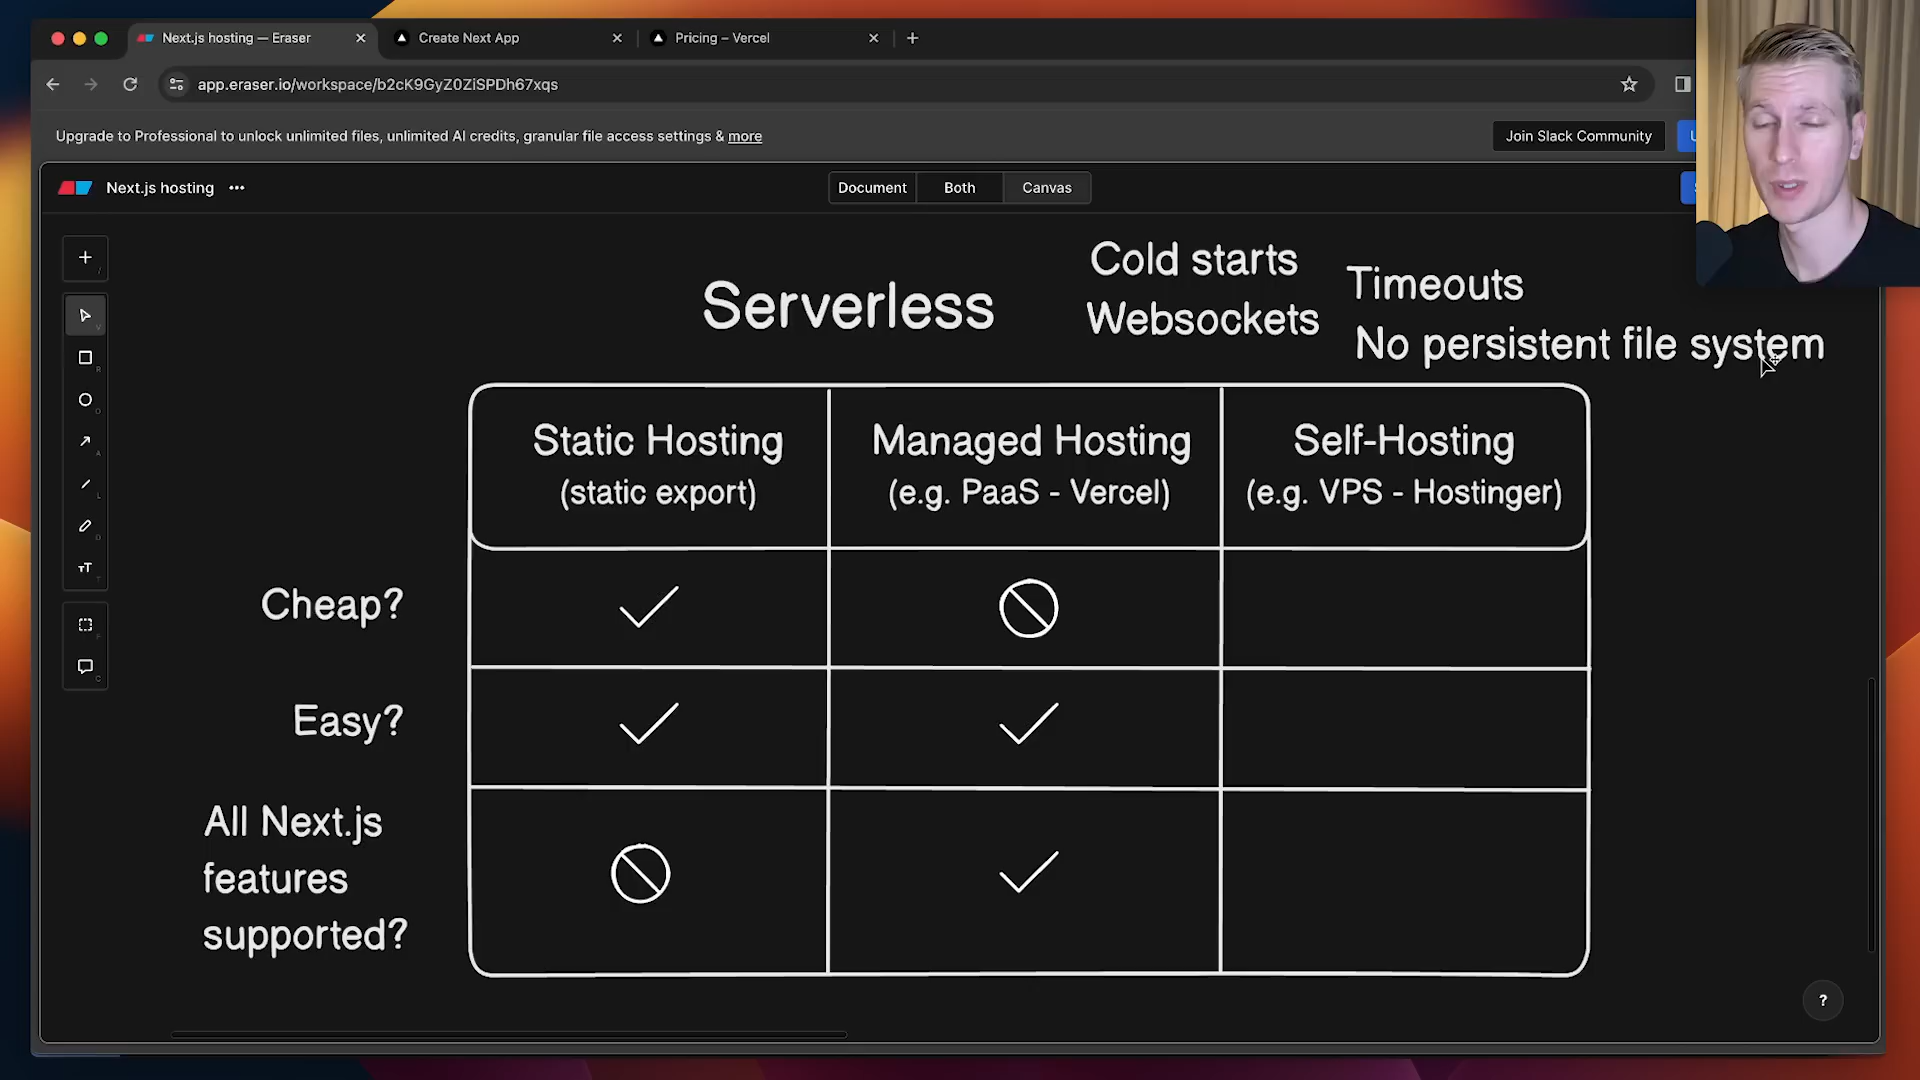 Next.js hosting — Eraser
Create Next App
Pricing – Vercel
app.eraser.io/workspace/b2cK9GyZ0ZiSPDh67xqs
Upgrade to Professional to unlock unlimited files, unlimited AI credits, granular file access settings & more
Join Slack Community
Next.js hosting
Document
Both
Canvas
Serverless
Cold starts
Websockets
Timeouts
No persistent file system
Static Hosting
(static export)
Managed Hosting
(e.g. PaaS - Vercel)
Self-Hosting
(e.g. VPS - Hostinger)
Cheap?
Easy?
All Next.js
features
supported?
?